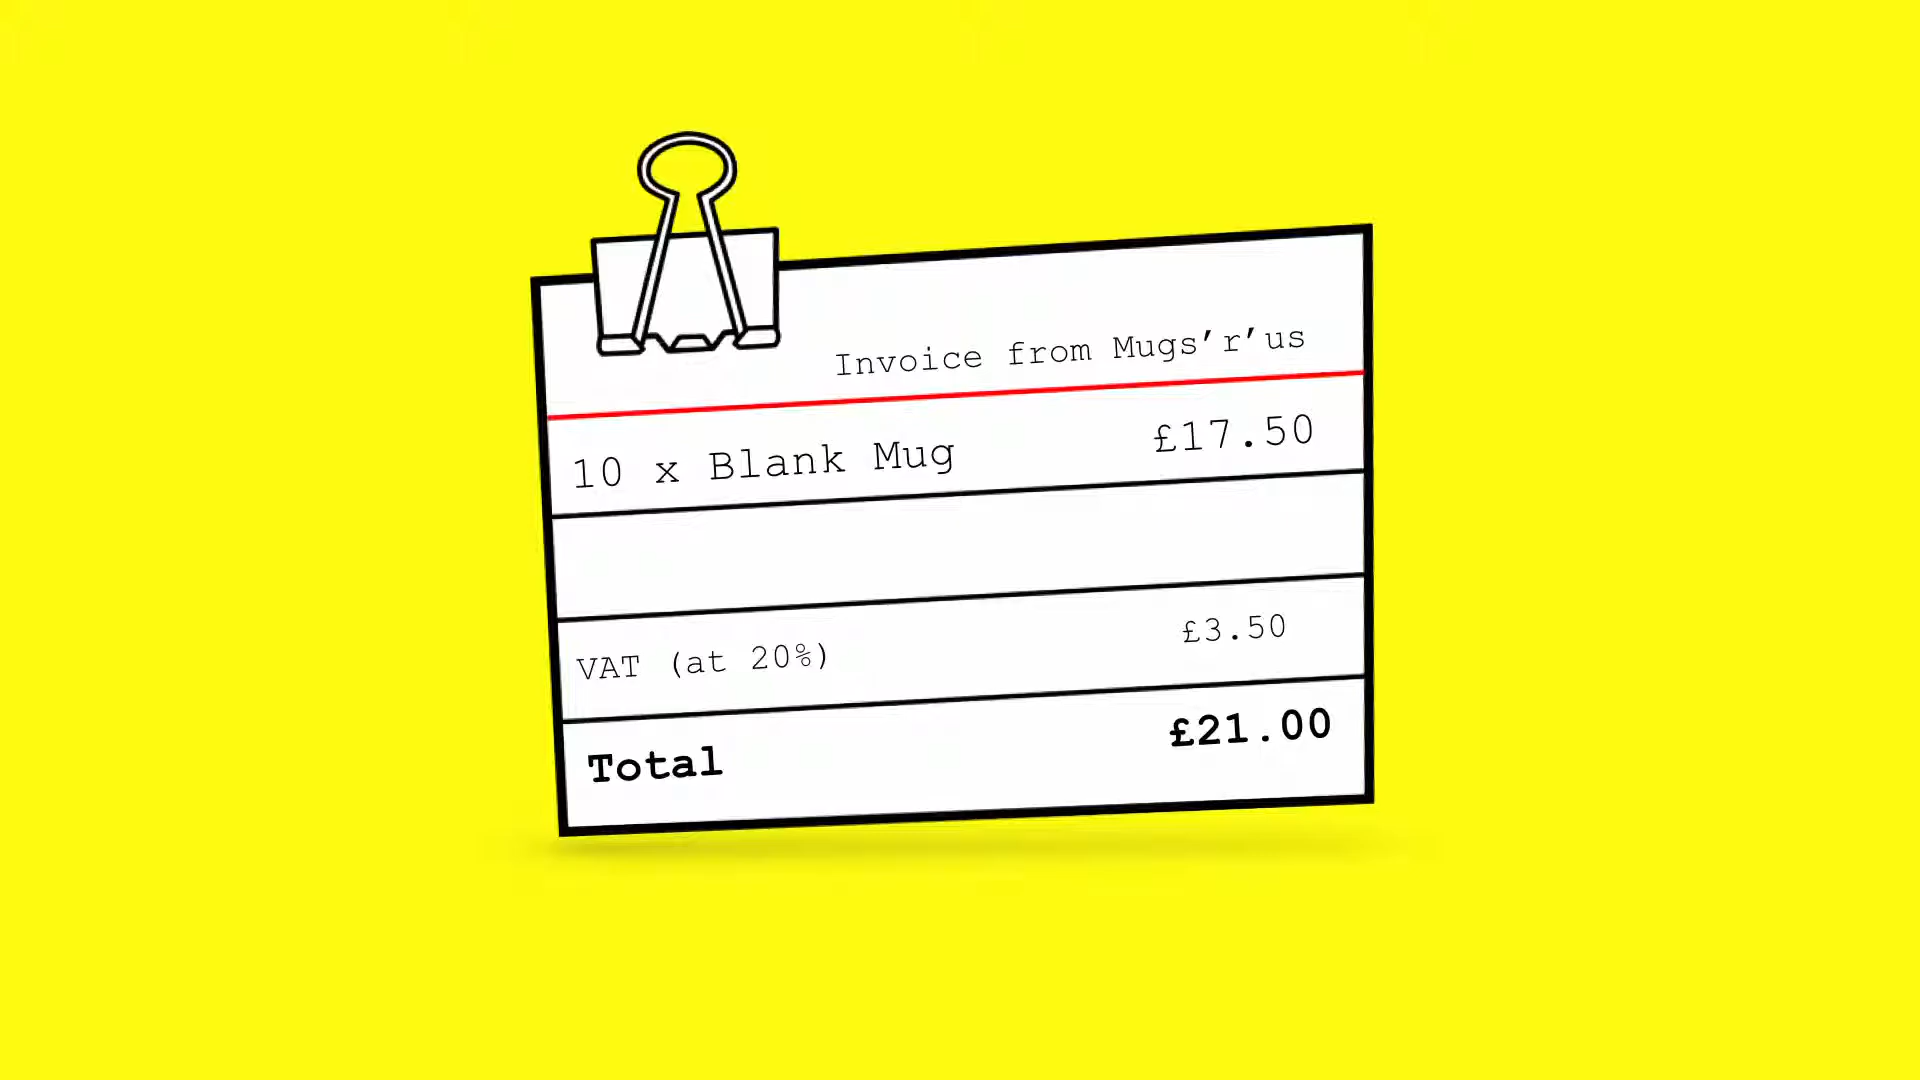 Invoice from Mugs’r’us
10 x Blank Mug £17.50
VAT (at 20%) £3.50
Total £21.00